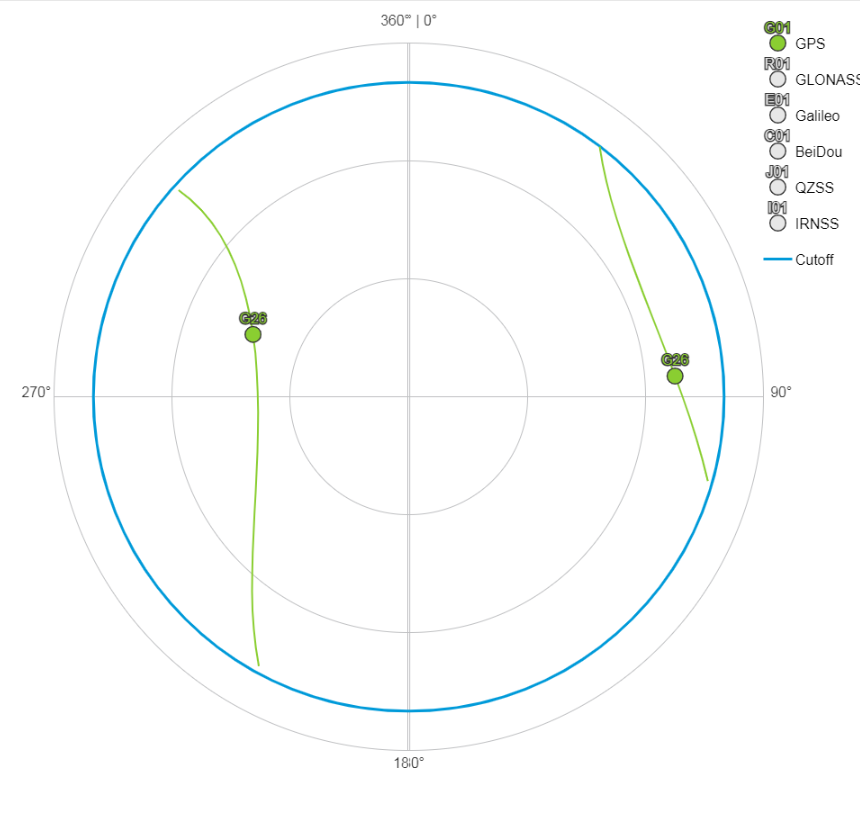 360° | 0°
G01
GPS
R01
GLONASS
E01
Galileo
C01
BeiDou
J01
QZSS
I01
IRNSS
Cutoff
G26
G26
270°
90°
180°